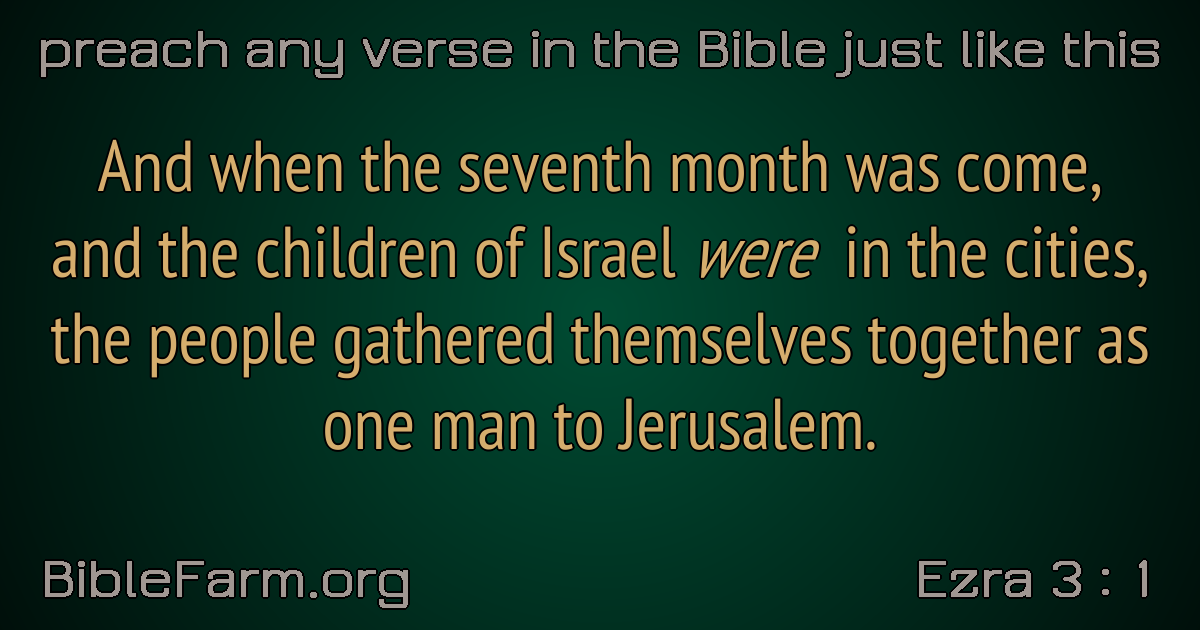 preach any verse in the Bible just like this
And when the seventh month was come,
and the children of Israel were in the cities,
the people gathered themselves together as
one man to Jerusalem.
BibleFarm.org
Ezra 3 : 1